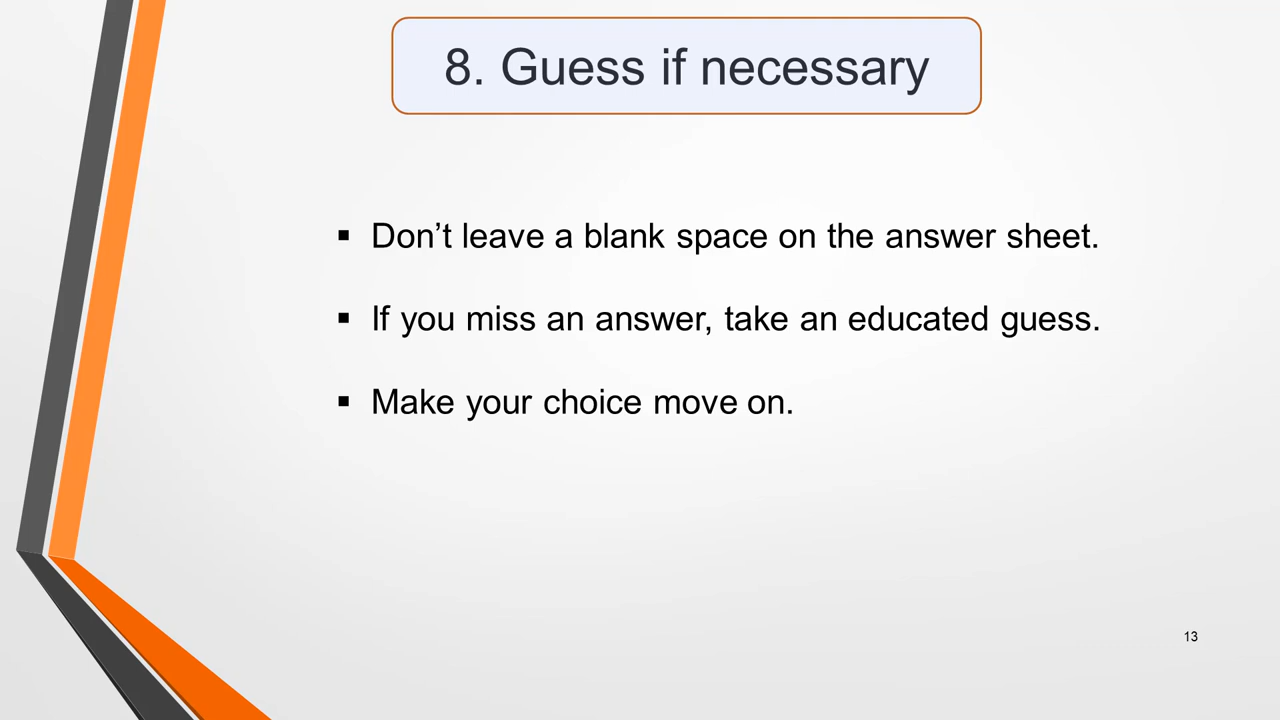 8. Guess if necessary
▪ Don’t leave a blank space on the answer sheet.
▪ If you miss an answer, take an educated guess.
▪ Make your choice move on.
13